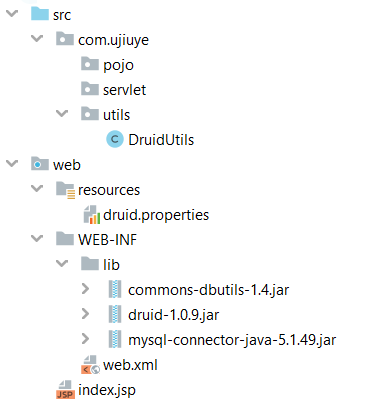 src
com.ujiuye
pojo
servlet
utils
C DruidUtils
web
resources
druid.properties
WEB-INF
lib
commons-dbutils-1.4.jar
druid-1.0.9.jar
mysql-connector-java-5.1.49.jar
web.xml
JSP index.jsp